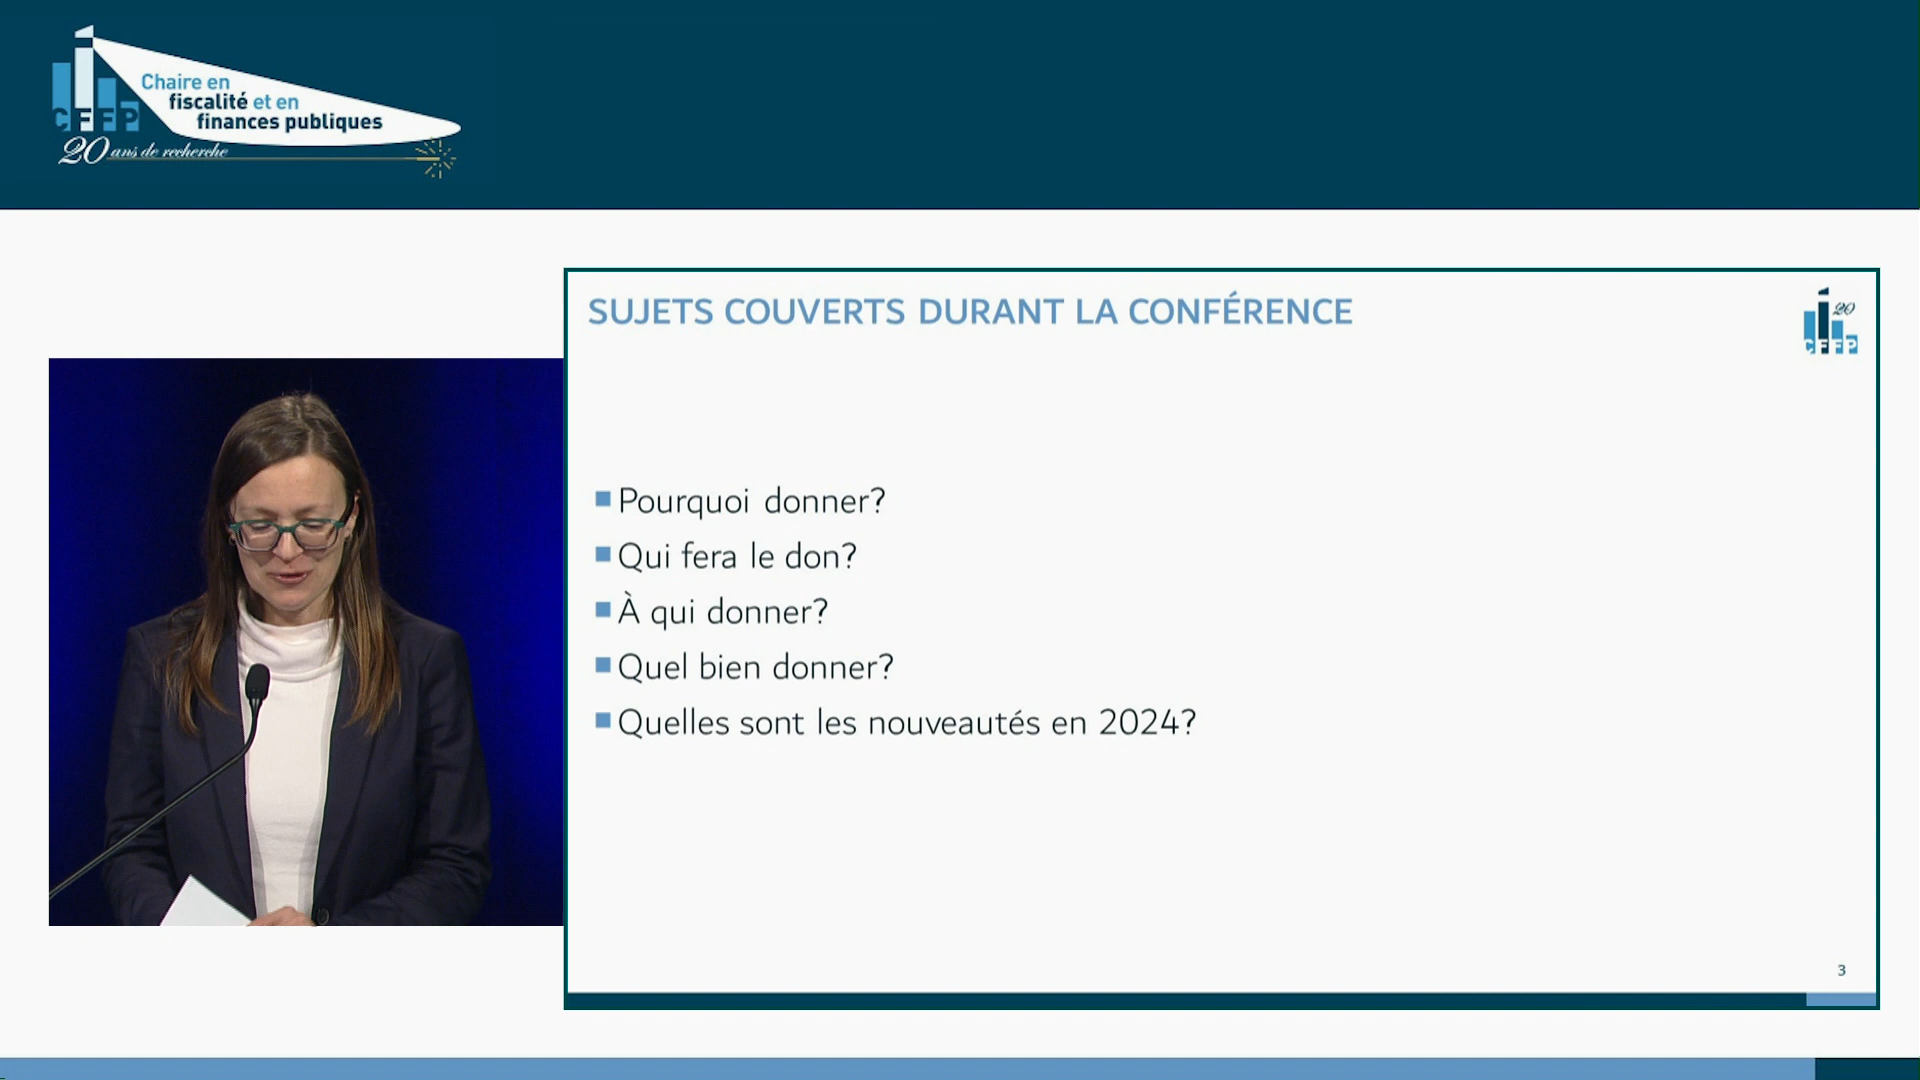 Chaire en
fiscalité et en
finances publiques
CFFP
20 ans de recherche
SUJETS COUVERTS DURANT LA CONFÉRENCE
20
CFFP
Pourquoi donner?
Qui fera le don?
À qui donner?
Quel bien donner?
Quelles sont les nouveautés en 2024?
3